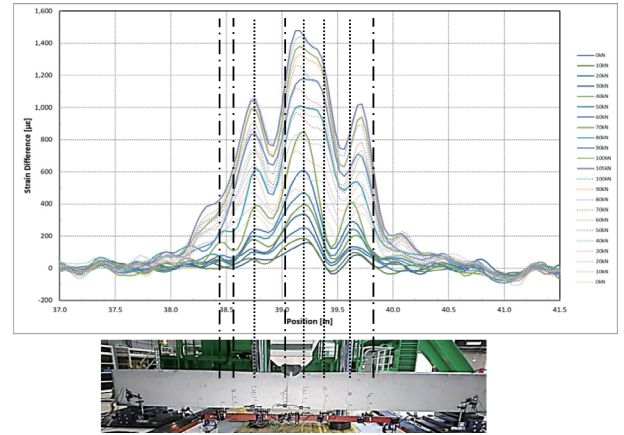 1,600
1,400
1,200
1,000
800
600
400
200
0
-200
Strain Difference [µε]
37.0 37.5 38.0 38.5 39.0 39.5 40.0 40.5 41.0 41.5
Position [m]
0kN
10kN
20kN
30kN
40kN
50kN
60kN
70kN
80kN
90kN
100kN
105kN
100kN
90kN
80kN
70kN
60kN
50kN
40kN
30kN
20kN
10kN
0kN